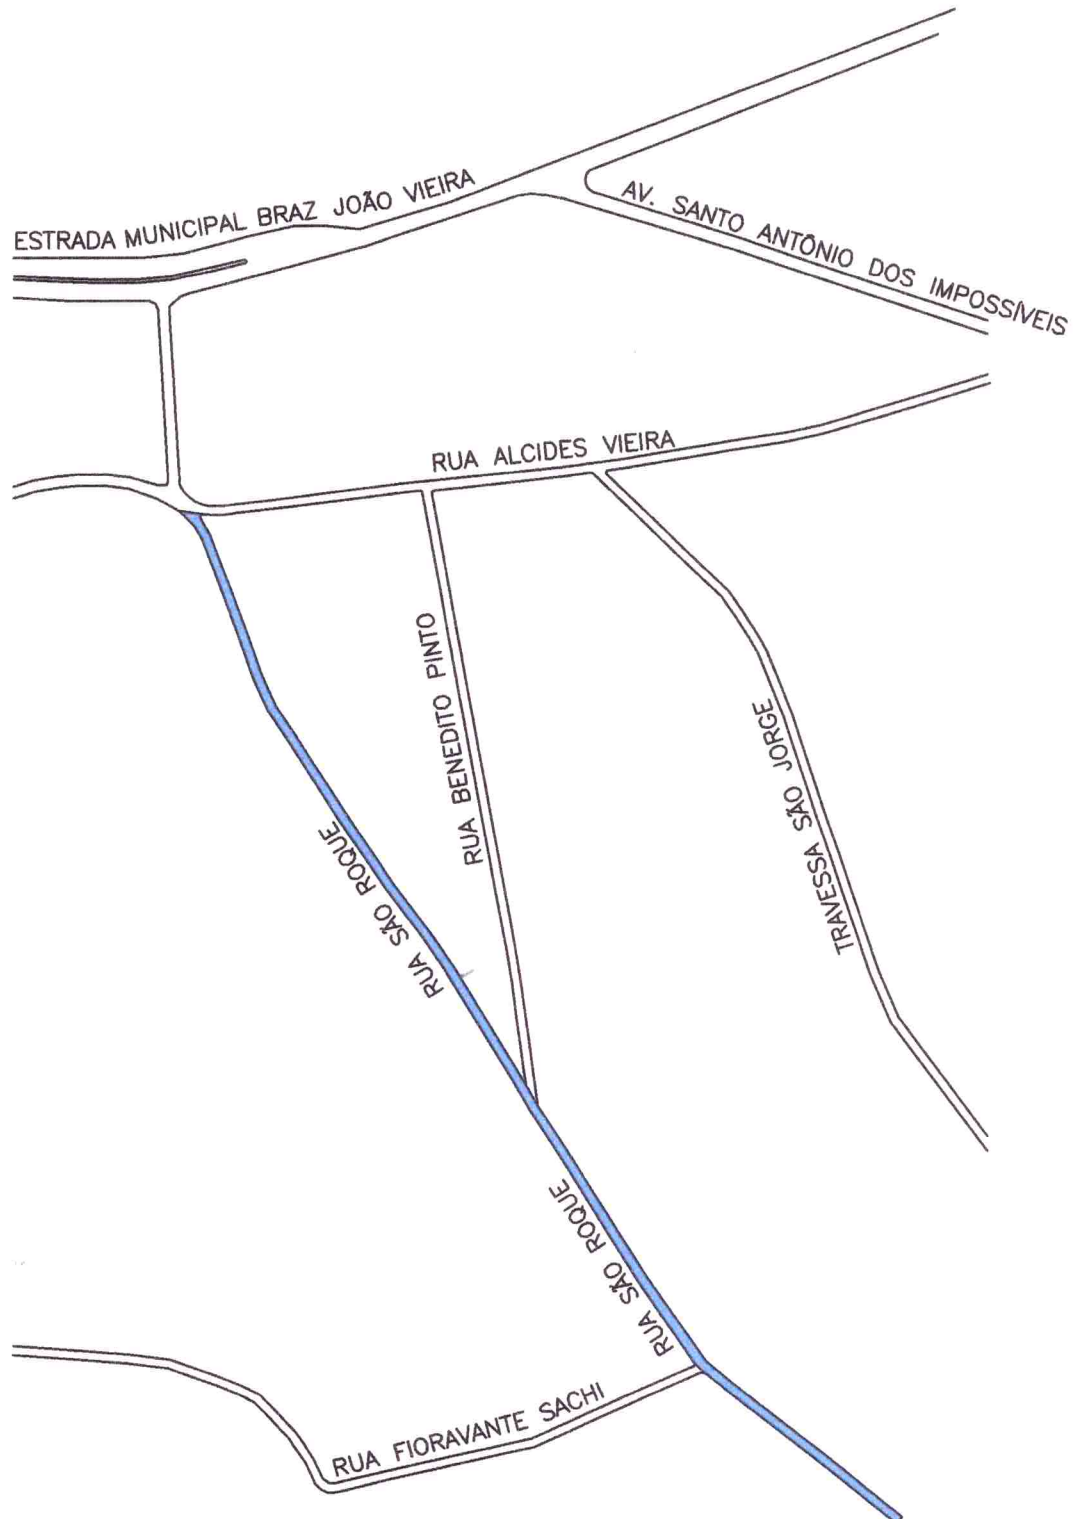 ESTRADA MUNICIPAL BRAZ JOÃO VIEIRA
AV. SANTO ANTÔNIO DOS IMPOSSÍVEIS
RUA ALCIDES VIEIRA
RUA BENEDITO PINTO
TRAVESSA SÃO JORGE
RUA SÃO ROQUE
RUA SÃO ROQUE
RUA FIORAVANTE SACHI